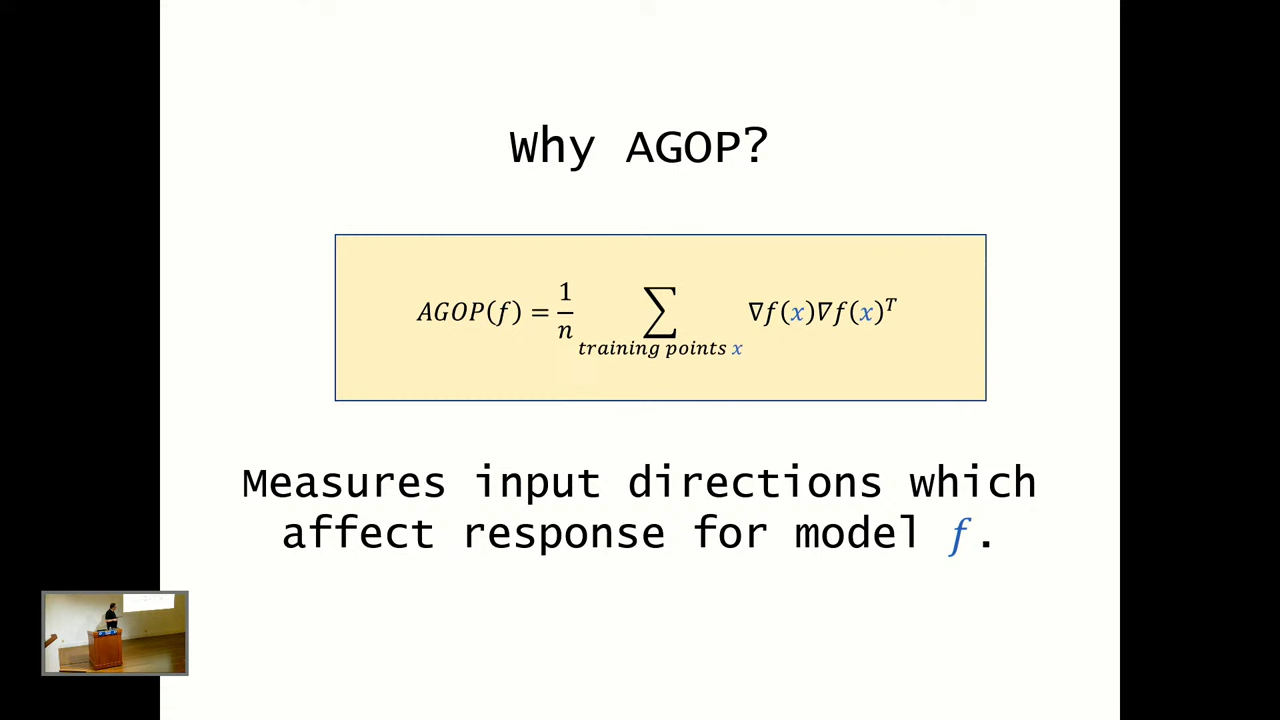 Why AGOP?
AGOP(f) = 1/n ∑ ∇f(x)∇f(x)ᵀ
training points x
Measures input directions which
affect response for model f.